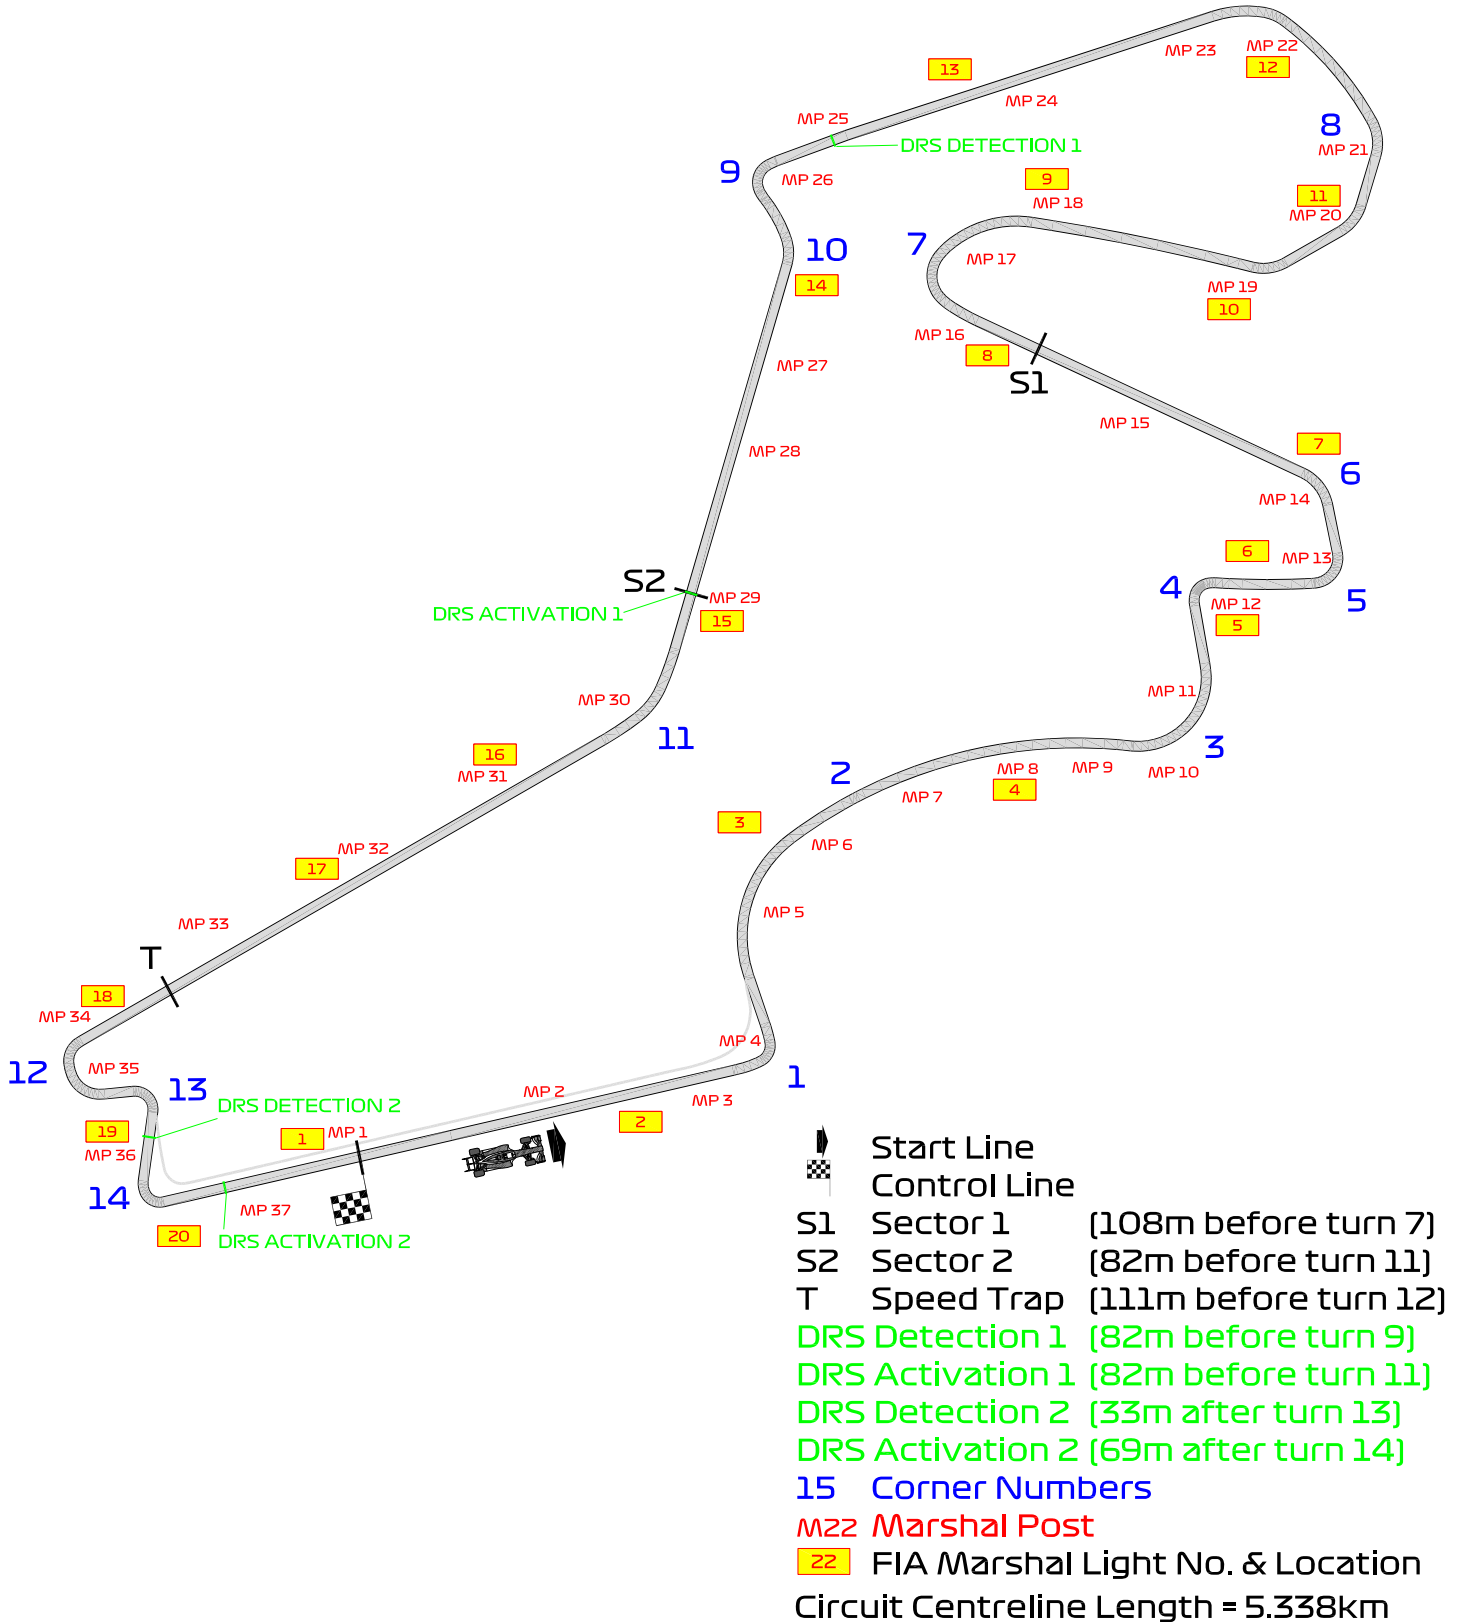 MP 23
MP 22
12
13
MP 24
MP 25
8
DRS DETECTION 1
MP 21
9
MP 26
9
MP 18
11
MP 20
7
10
MP 17
14
MP 19
10
MP 16
8
S1
MP 27
MP 15
7
6
MP 28
MP 14
6
MP 13
S2
4
5
MP 29
MP 12
DRS ACTIVATION 1
15
5
MP 30
MP 11
11
3
16
MP 31
2
MP 8
MP 9
MP 10
4
MP 7
3
MP 32
17
MP 6
MP 33
MP 5
T
18
MP 34
MP 4
12
MP 35
13
1
MP 2
MP 3
DRS DETECTION 2
19
1
MP 1
2
MP 36
14
MP 37
20
DRS ACTIVATION 2
Start Line
Control Line
S1 Sector 1 (108m before turn 7)
S2 Sector 2 (82m before turn 11)
T Speed Trap (111m before turn 12)
DRS Detection 1 (82m before turn 9)
DRS Activation 1 (82m before turn 11)
DRS Detection 2 (33m after turn 13)
DRS Activation 2 (69m after turn 14)
15 Corner Numbers
M22 Marshal Post
22 FIA Marshal Light No. & Location
Circuit Centreline Length = 5.338km